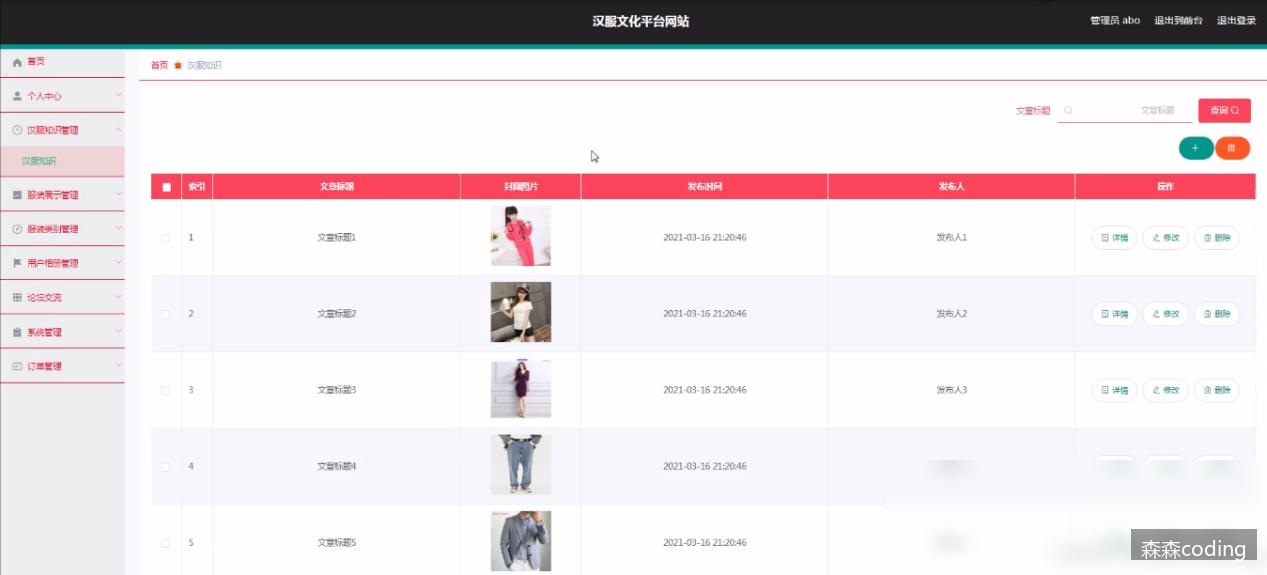 汉服文化平台网站
管理员 abo 退出到前台 退出登录
首页
个人中心
汉服知识管理
汉服知识
服装展示管理
服装类别管理
用户相册管理
论坛交流
系统管理
订单管理
首页 汉服知识
文章标题 文章标题 查询
+
索引 文章标题 封面图片 发布时间 发布人 操作
1 文章标题1 2021-03-16 21:20:46 发布人1 详情 修改 删除
2 文章标题2 2021-03-16 21:20:46 发布人2 详情 修改 删除
3 文章标题3 2021-03-16 21:20:46 发布人3 详情 修改 删除
4 文章标题4 2021-03-16 21:20:46
5 文章标题5 2021-03-16 21:20:46
森森coding